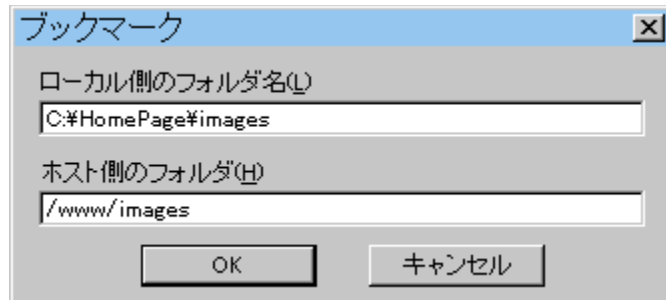 ブックマーク
ローカル側のフォルダ名(L)
C:¥HomePage¥images
ホスト側のフォルダ(H)
/www/images
OK キャンセル